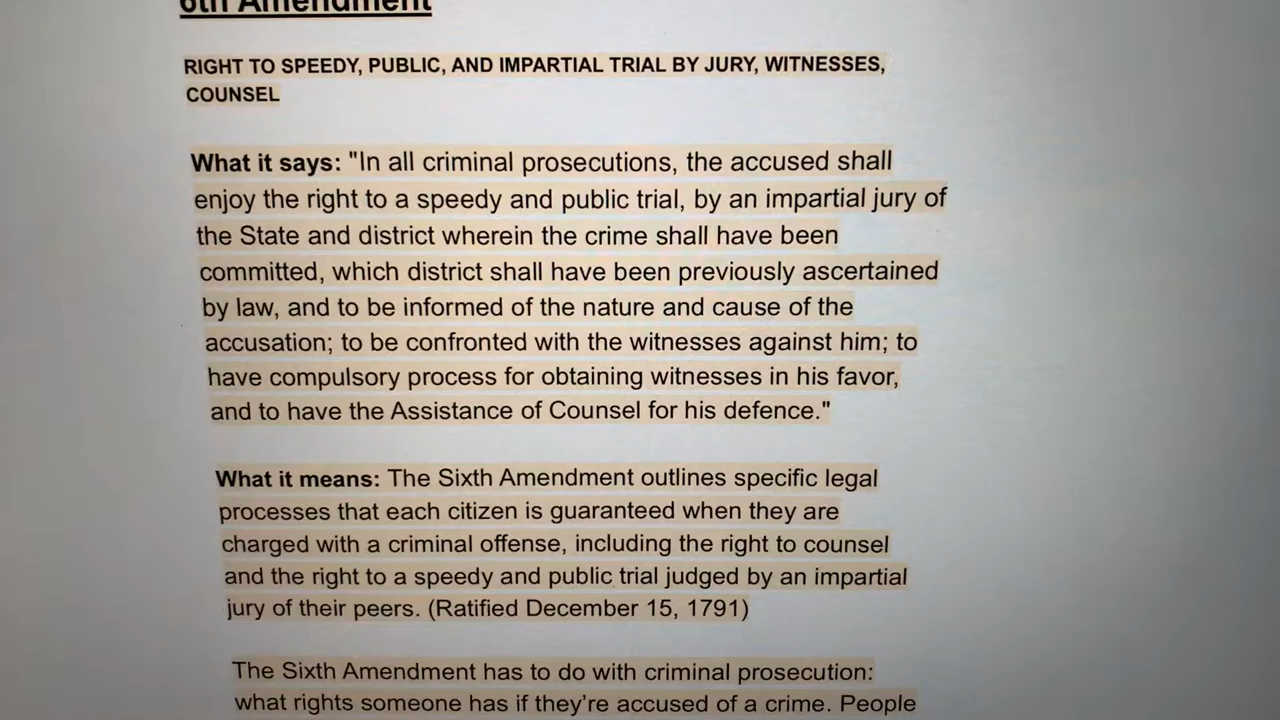 6th Amendment
RIGHT TO SPEEDY, PUBLIC, AND IMPARTIAL TRIAL BY JURY, WITNESSES,
COUNSEL
What it says: "In all criminal prosecutions, the accused shall
enjoy the right to a speedy and public trial, by an impartial jury of
the State and district wherein the crime shall have been
committed, which district shall have been previously ascertained
by law, and to be informed of the nature and cause of the
accusation; to be confronted with the witnesses against him; to
have compulsory process for obtaining witnesses in his favor,
and to have the Assistance of Counsel for his defence."
What it means: The Sixth Amendment outlines specific legal
processes that each citizen is guaranteed when they are
charged with a criminal offense, including the right to counsel
and the right to a speedy and public trial judged by an impartial
jury of their peers. (Ratified December 15, 1791)
The Sixth Amendment has to do with criminal prosecution:
what rights someone has if they're accused of a crime. People